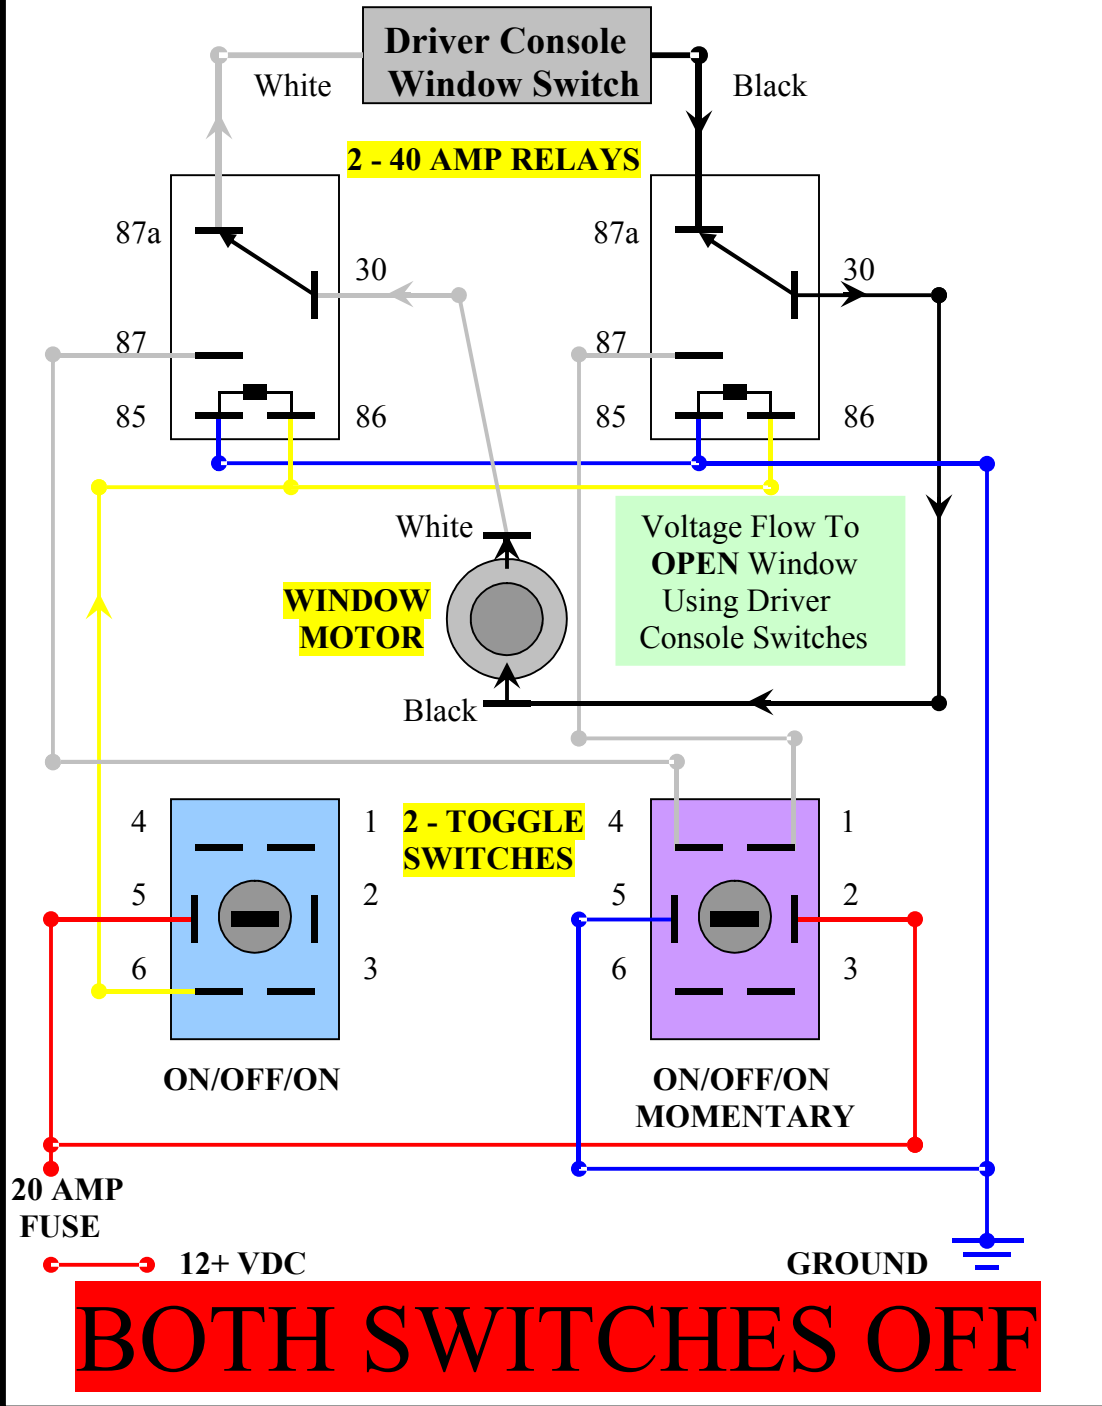 Driver Console
Window Switch
White
Black
2 - 40 AMP RELAYS
87a
30
87
85
86
87a
30
87
85
86
White
WINDOW
MOTOR
Black
Voltage Flow To
OPEN Window
Using Driver
Console Switches
2 - TOGGLE
SWITCHES
4
1
5
2
6
3
ON/OFF/ON
4
1
5
2
6
3
ON/OFF/ON
MOMENTARY
20 AMP
FUSE
12+ VDC
GROUND
BOTH SWITCHES OFF